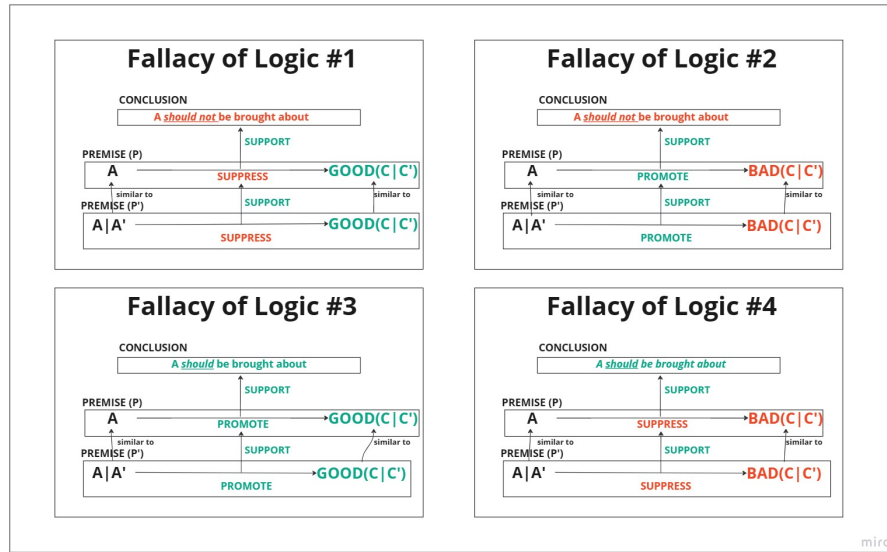 Fallacy of Logic #1
CONCLUSION
A should not be brought about
SUPPORT
PREMISE (P)
A
SUPPRESS
GOOD(C|C')
similar to
SUPPORT
similar to
PREMISE (P')
A|A'
SUPPRESS
GOOD(C|C')
Fallacy of Logic #2
CONCLUSION
A should not be brought about
SUPPORT
PREMISE (P)
A
PROMOTE
BAD(C|C')
similar to
SUPPORT
similar to
PREMISE (P')
A|A'
PROMOTE
BAD(C|C')
Fallacy of Logic #3
CONCLUSION
A should be brought about
SUPPORT
PREMISE (P)
A
PROMOTE
GOOD(C|C')
similar to
SUPPORT
similar to
PREMISE (P')
A|A'
PROMOTE
GOOD(C|C')
Fallacy of Logic #4
CONCLUSION
A should be brought about
SUPPORT
PREMISE (P)
A
SUPPRESS
BAD(C|C')
similar to
SUPPORT
similar to
PREMISE (P')
A|A'
SUPPRESS
BAD(C|C')